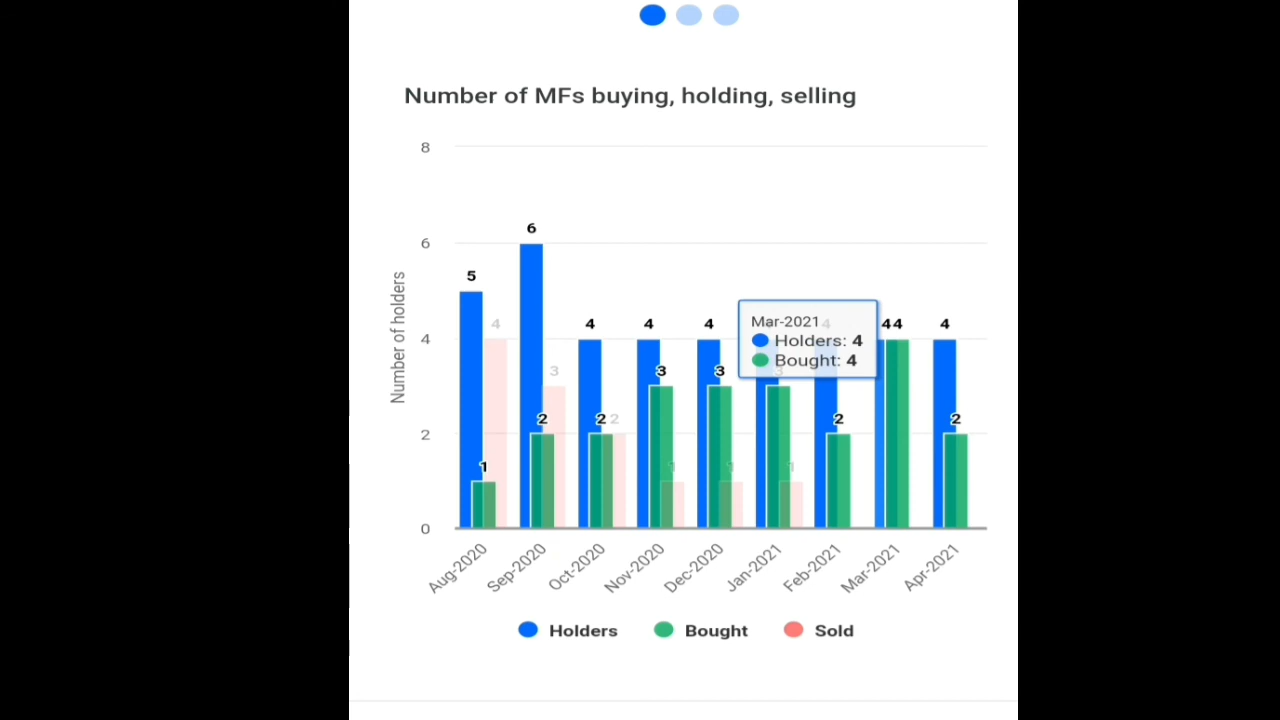 Number of MFs buying, holding, selling
8
6
4
2
0
Number of holders
5
4
1
6
3
2
4
2
2
4
3
1
4
3
1
3
4
2
4
4
4
2
Mar-2021
Holders: 4
Bought: 4
Aug-2020
Sep-2020
Oct-2020
Nov-2020
Dec-2020
Jan-2021
Feb-2021
Mar-2021
Apr-2021
Holders
Bought
Sold